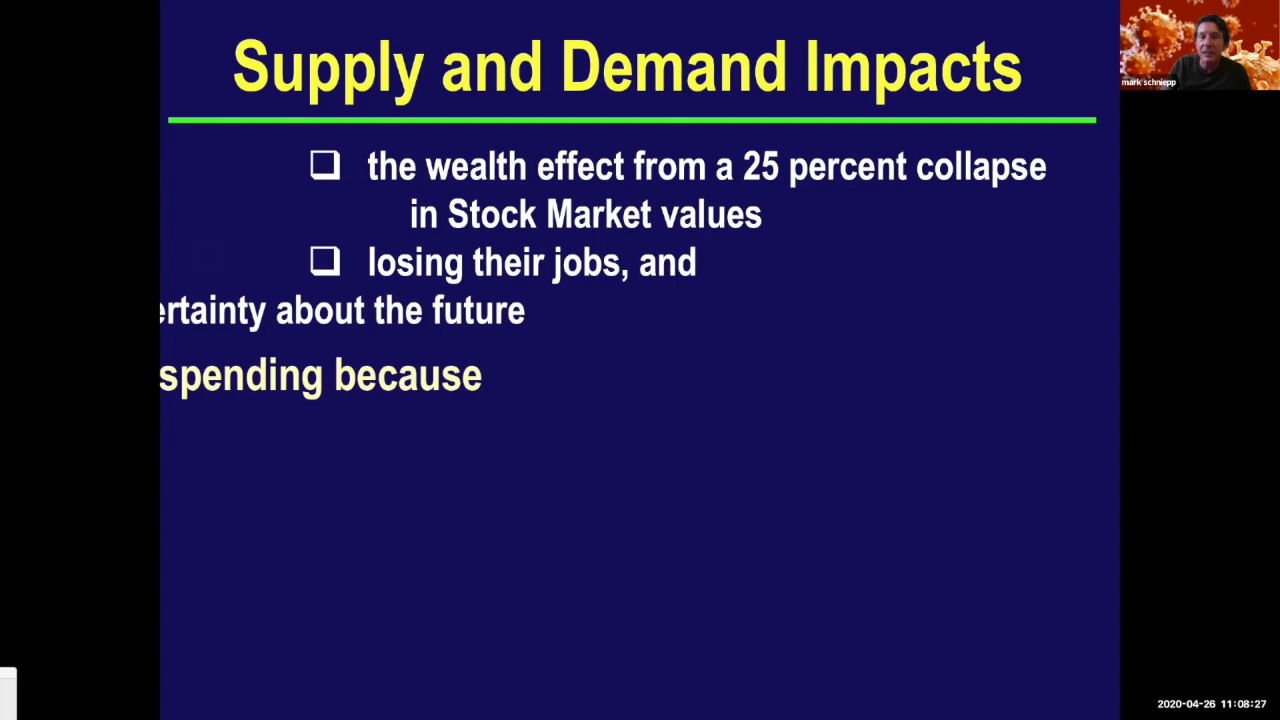 Supply and Demand Impacts
mark schniepp
❑ the wealth effect from a 25 percent collapse
in Stock Market values
❑ losing their jobs, and
ertainty about the future
spending because
2020-04-26 11:08:27